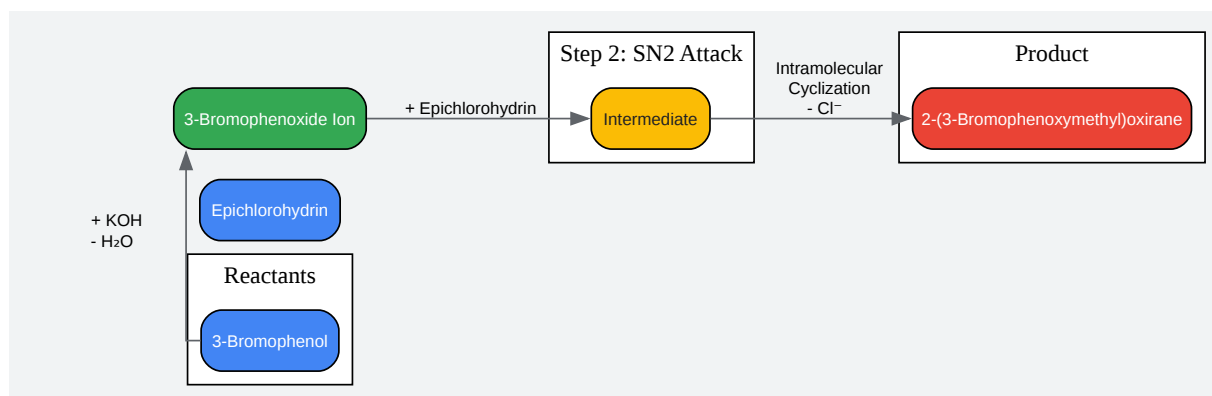 Step 2: SN2 Attack
Product
Intramolecular
Cyclization
- Cl⁻
3-Bromophenoxide Ion
+ Epichlorohydrin
Intermediate
2-(3-Bromophenoxymethyl)oxirane
Epichlorohydrin
+ KOH
- H₂O
Reactants
3-Bromophenol